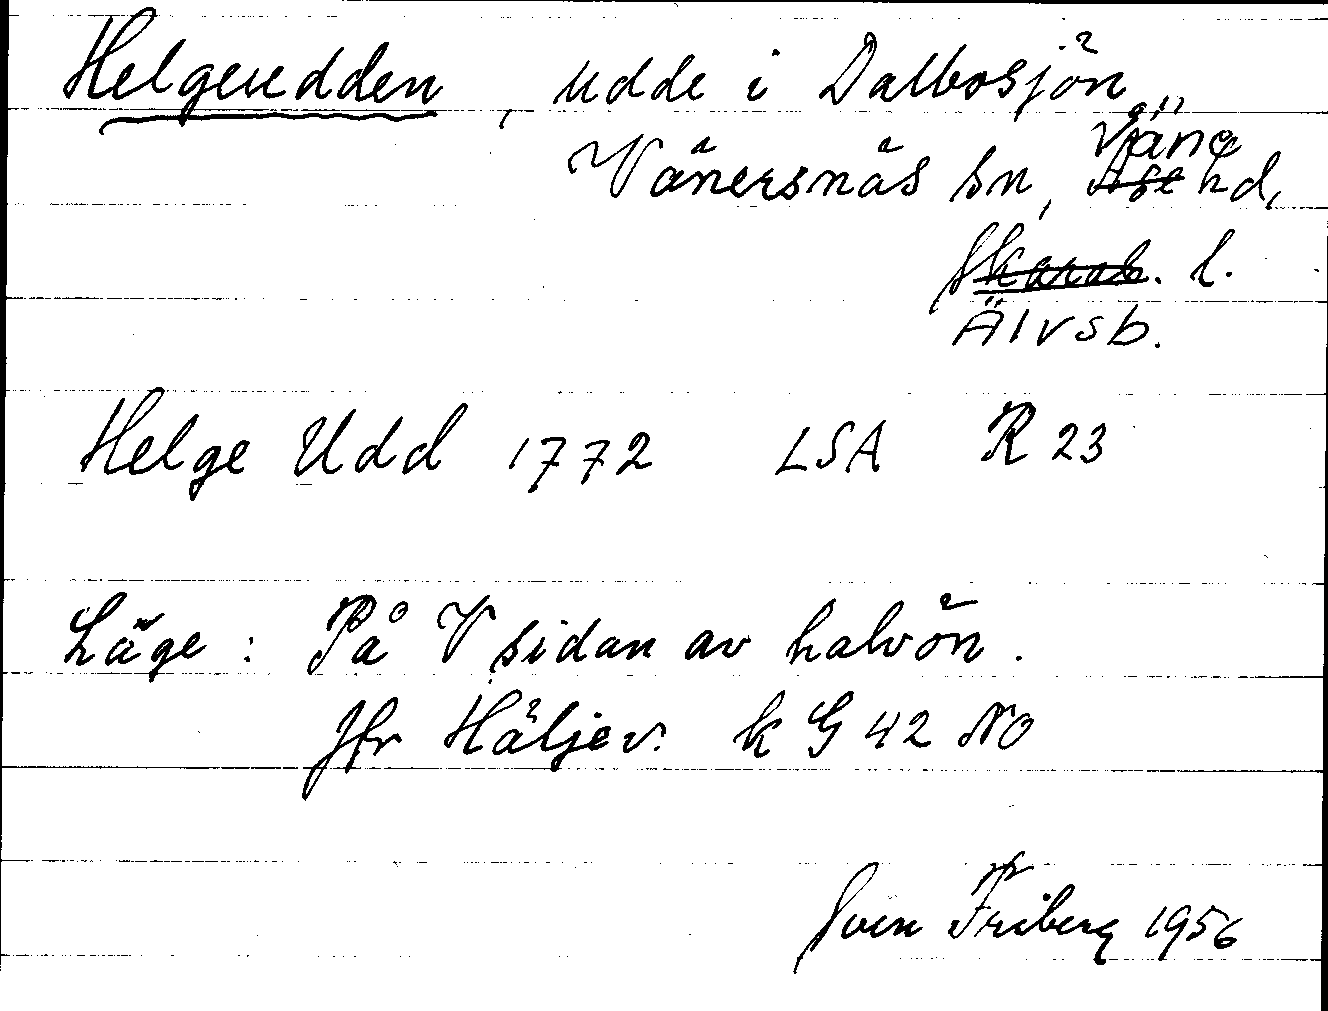 Helgeudden, udde i Dalbosjön
Väne
Vänersnäs sn, Åse hd,
Skarab. l.
Älvsb.
Helge Udd 1772 LSA R 23
Läge: På V sidan av halvön.
Jfr Häljev. k G 42 NO
Sven Friberg 1956